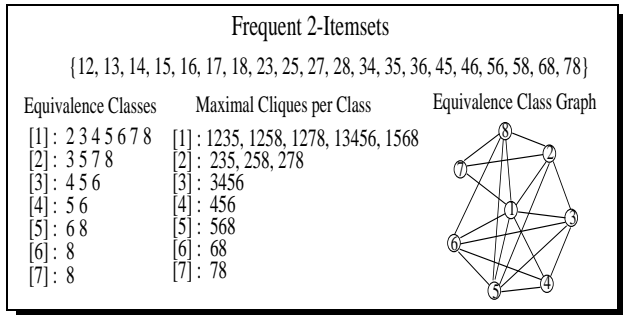 Frequent 2-Itemsets
{12, 13, 14, 15, 16, 17, 18, 23, 25, 27, 28, 34, 35, 36, 45, 46, 56, 58, 68, 78}
Equivalence Classes
[1] : 2 3 4 5 6 7 8
[2] : 3 5 7 8
[3] : 4 5 6
[4] : 5 6
[5] : 6 8
[6] : 8
[7] : 8
Maximal Cliques per Class
[1] : 1235, 1258, 1278, 13456, 1568
[2] : 235, 258, 278
[3] : 3456
[4] : 456
[5] : 568
[6] : 68
[7] : 78
Equivalence Class Graph
8
2
7
1
3
6
4
5